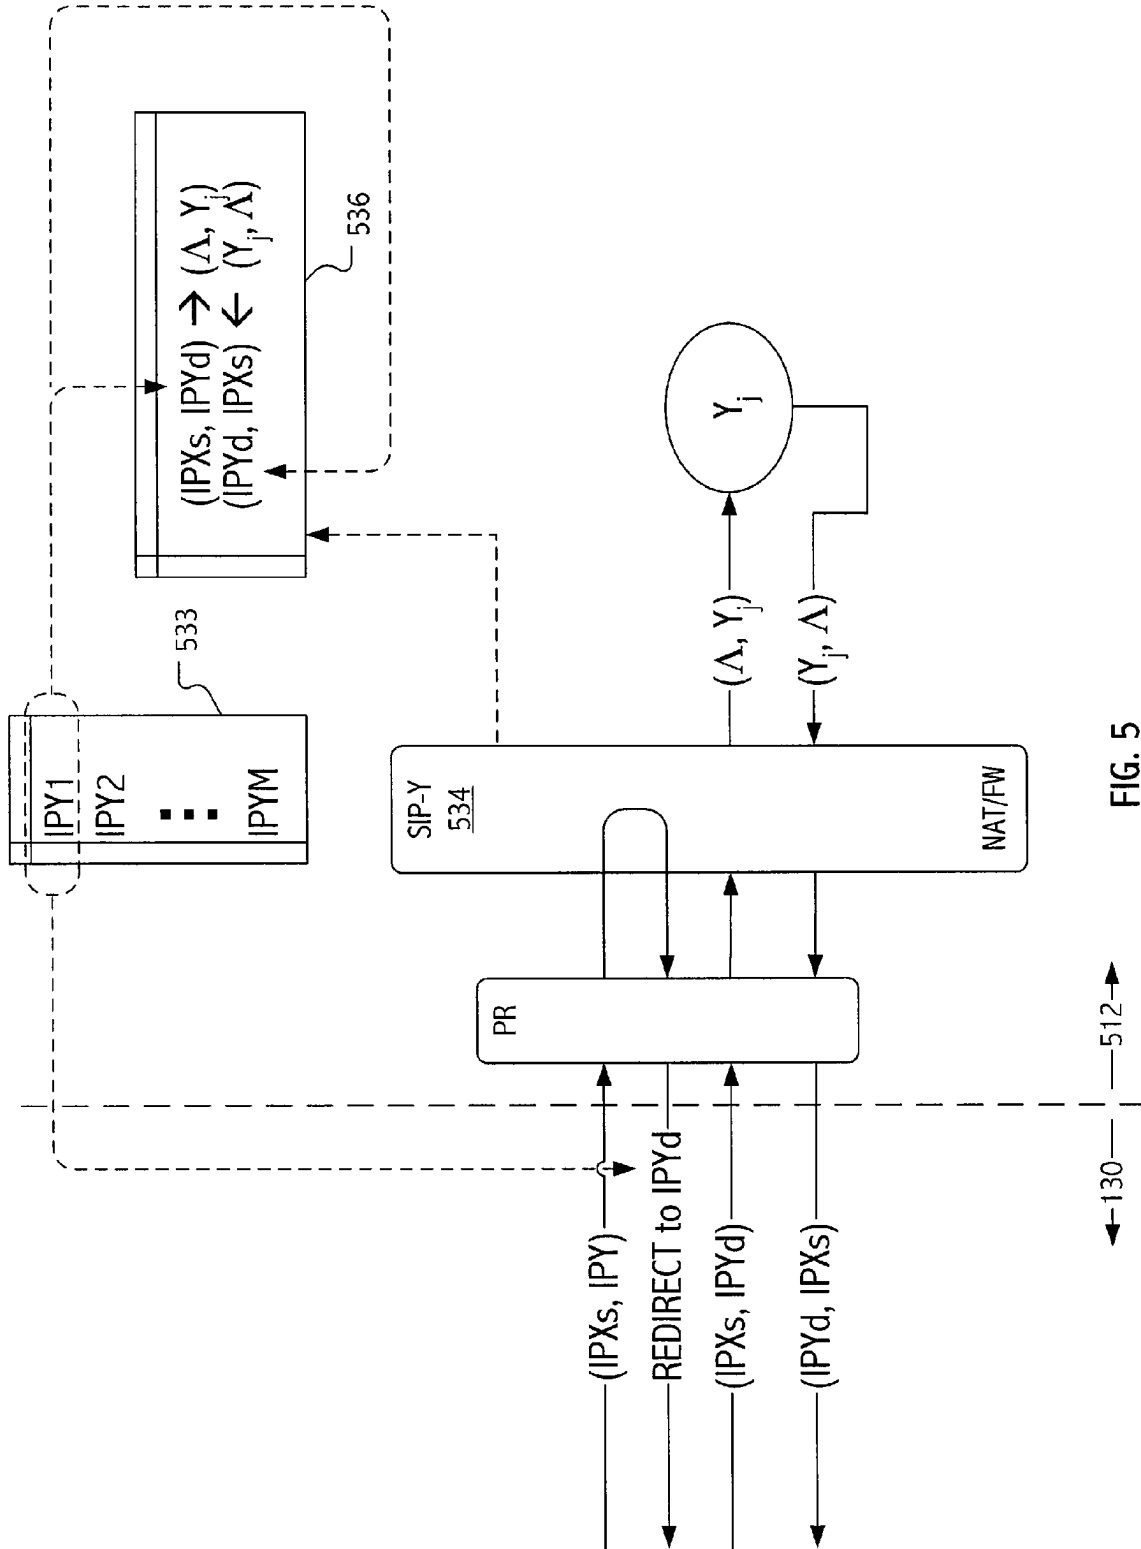 IPY1
IPY2
IPYM
533
(IPXs, IPYd) → (Λ, Yj)
(IPYd, IPXs) ← (Yj, Λ)
536
SIP-Y
534
NAT/FW
PR
(IPXs, IPY)
REDIRECT to IPYd
(IPXs, IPYd)
(IPYd, IPXs)
(Λ, Yj)
(Yj, Λ)
Yj
130
512
FIG. 5